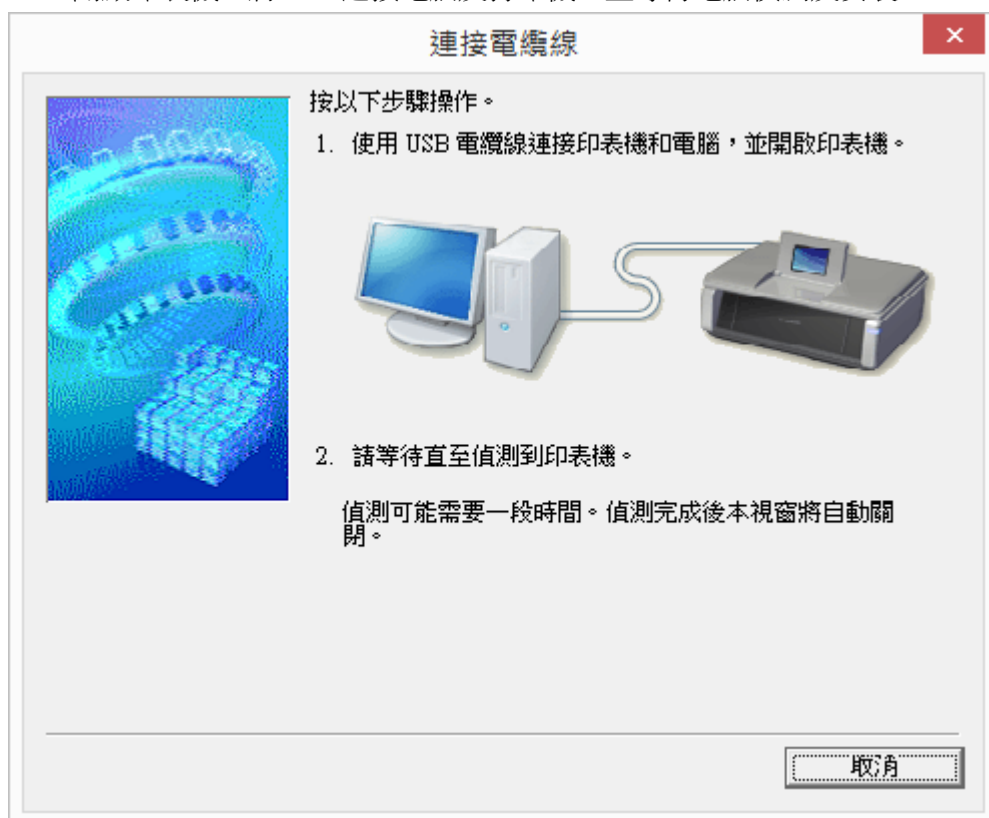 連接電纜線
按以下步驟操作。
1. 使用 USB 電纜線連接印表機和電腦，並開啟印表機。
2. 請等待直至偵測到印表機。
偵測可能需要一段時間。偵測完成後本視窗將自動關
閉。
取消